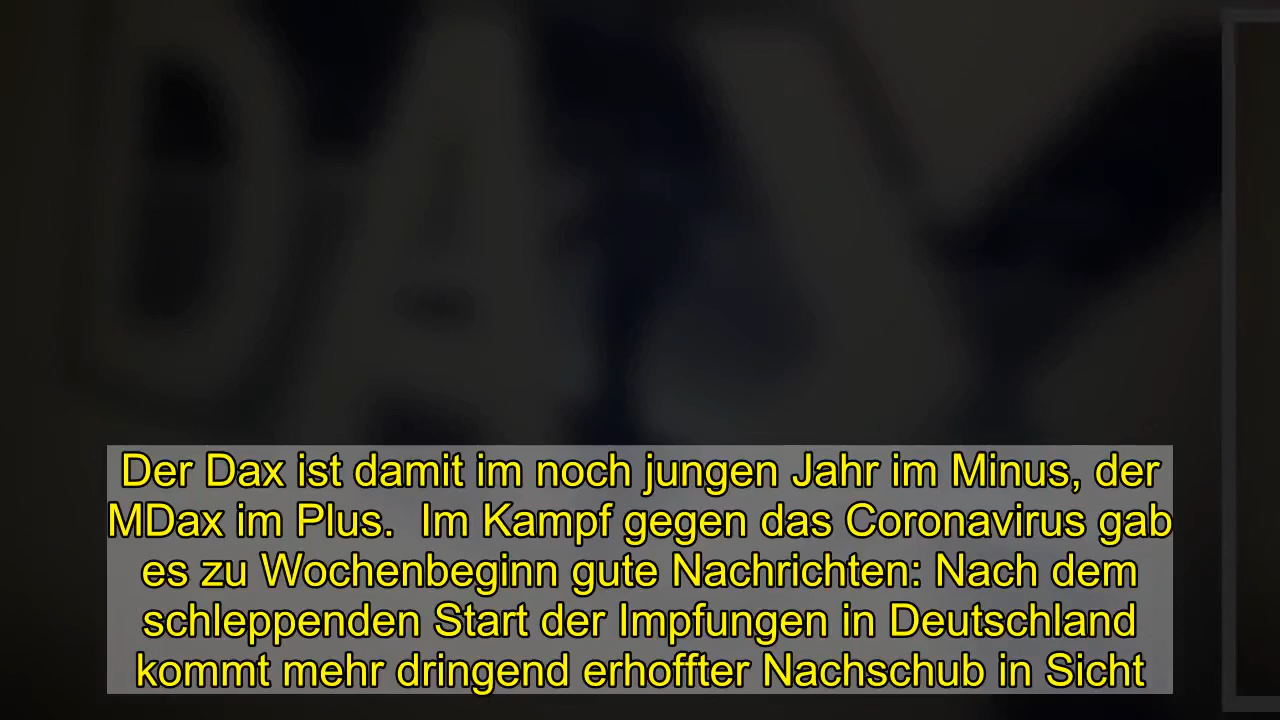 DAX
Der Dax ist damit im noch jungen Jahr im Minus, der
MDax im Plus.  Im Kampf gegen das Coronavirus gab
es zu Wochenbeginn gute Nachrichten: Nach dem
schleppenden Start der Impfungen in Deutschland
kommt mehr dringend erhoffter Nachschub in Sicht